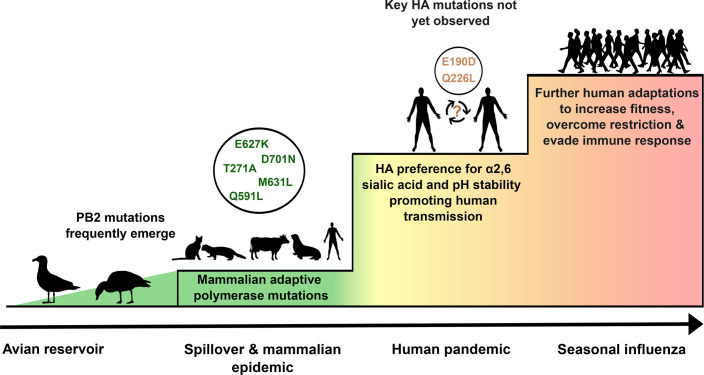 Key HA mutations not
yet observed
E190D
Q226L
?
Further human adaptations
to increase fitness,
overcome restriction &
evade immune response
E627K
D701N
T271A
M631L
Q591L
HA preference for α2,6
sialic acid and pH stability
promoting human
transmission
PB2 mutations
frequently emerge
Mammalian adaptive
polymerase mutations
Avian reservoir
Spillover & mammalian
epidemic
Human pandemic
Seasonal influenza